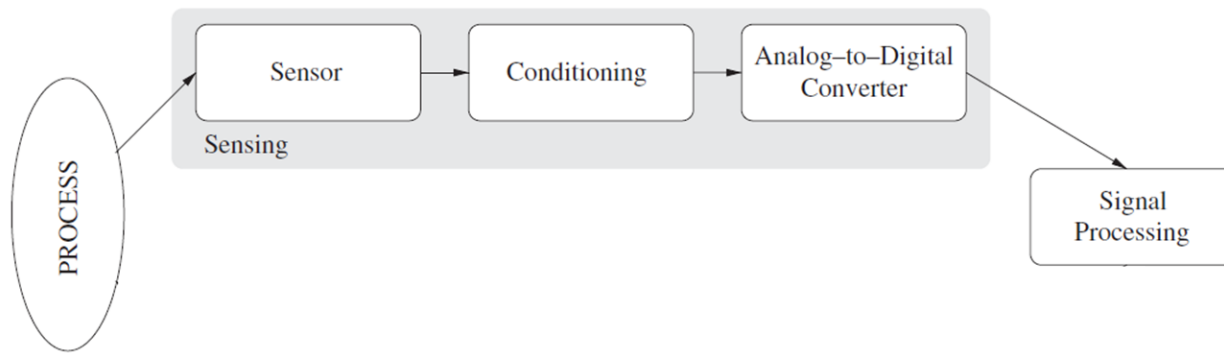 PROCESS
Sensor
Conditioning
Analog–to–Digital
Converter
Sensing
Signal
Processing